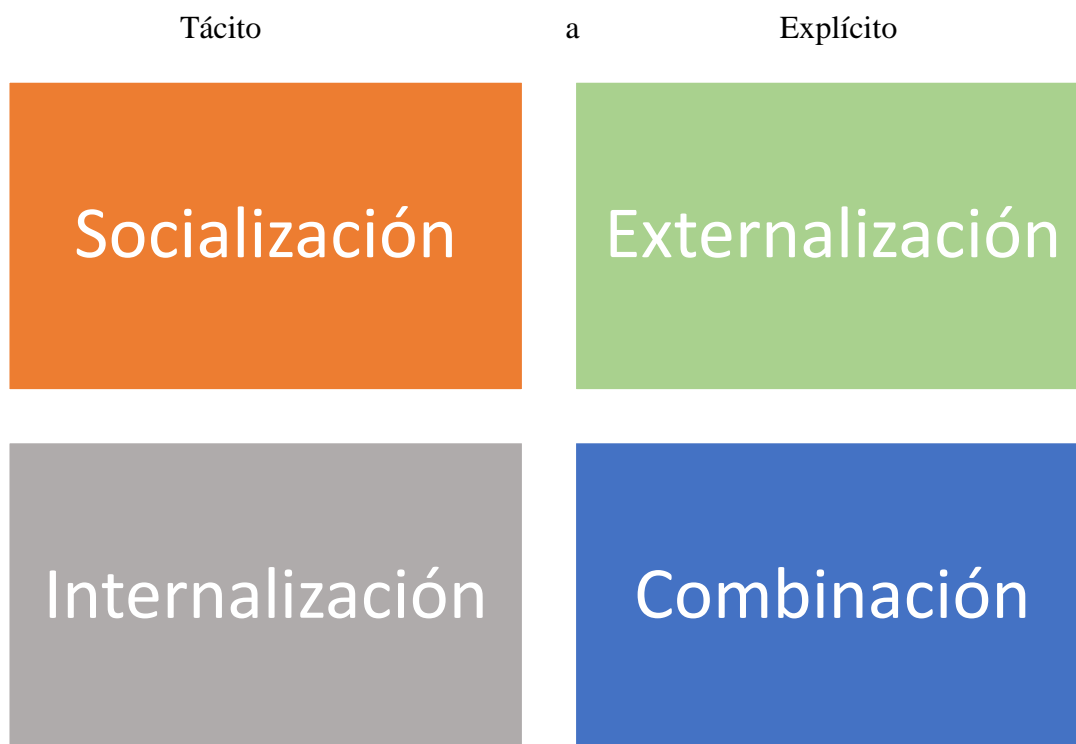 Tácito a Explícito
Socialización Externalización
Internalización Combinación